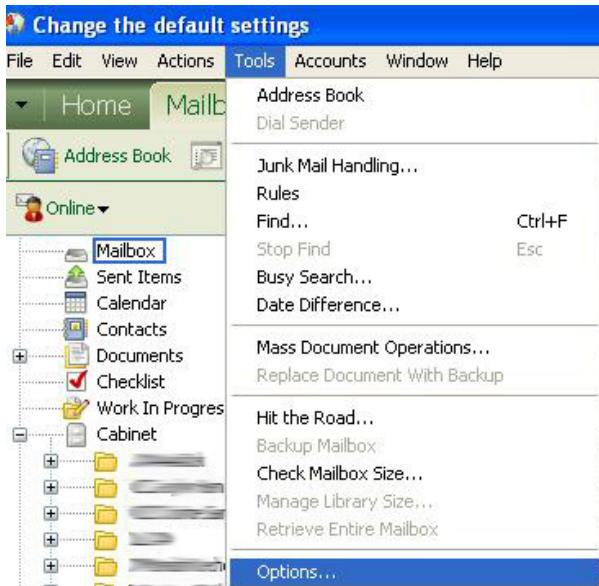 Change the default settings
File Edit View Actions Tools Accounts Window Help
Home Mailb
Address Book
Online
Mailbox
Sent Items
Calendar
Contacts
Documents
Checklist
Work In Progres
Cabinet
Address Book
Dial Sender
Junk Mail Handling...
Rules
Find... Ctrl+F
Stop Find Esc
Busy Search...
Date Difference...
Mass Document Operations...
Replace Document With Backup
Hit the Road...
Backup Mailbox
Check Mailbox Size...
Manage Library Size...
Retrieve Entire Mailbox
Options...